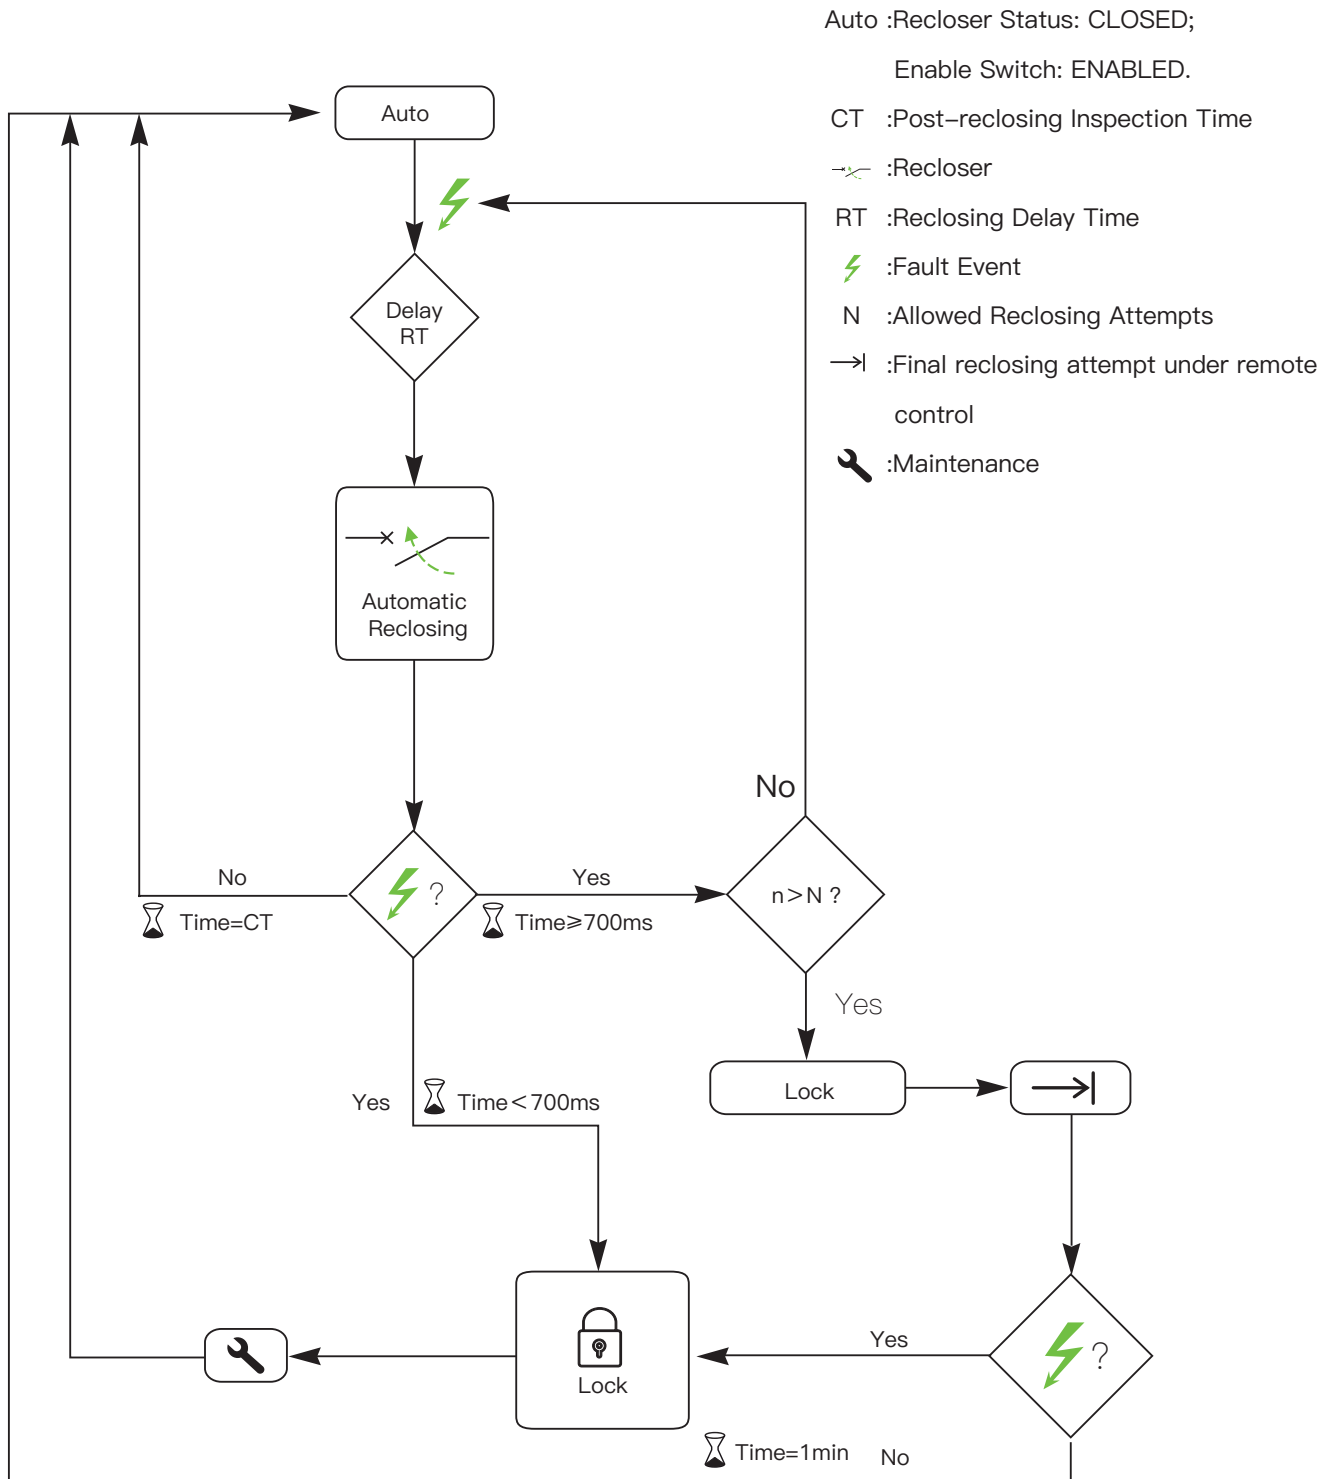 Auto :Recloser Status: CLOSED;
Enable Switch: ENABLED.
CT :Post-reclosing Inspection Time
:Recloser
RT :Reclosing Delay Time
:Fault Event
N :Allowed Reclosing Attempts
:Final reclosing attempt under remote
control
:Maintenance
Auto
Delay
RT
Automatic
Reclosing
No
No
Time=CT
?
Yes
Time≥700ms
n>N ?
Yes
Lock
Yes
Time<700ms
Lock
Yes
?
Time=1min
No